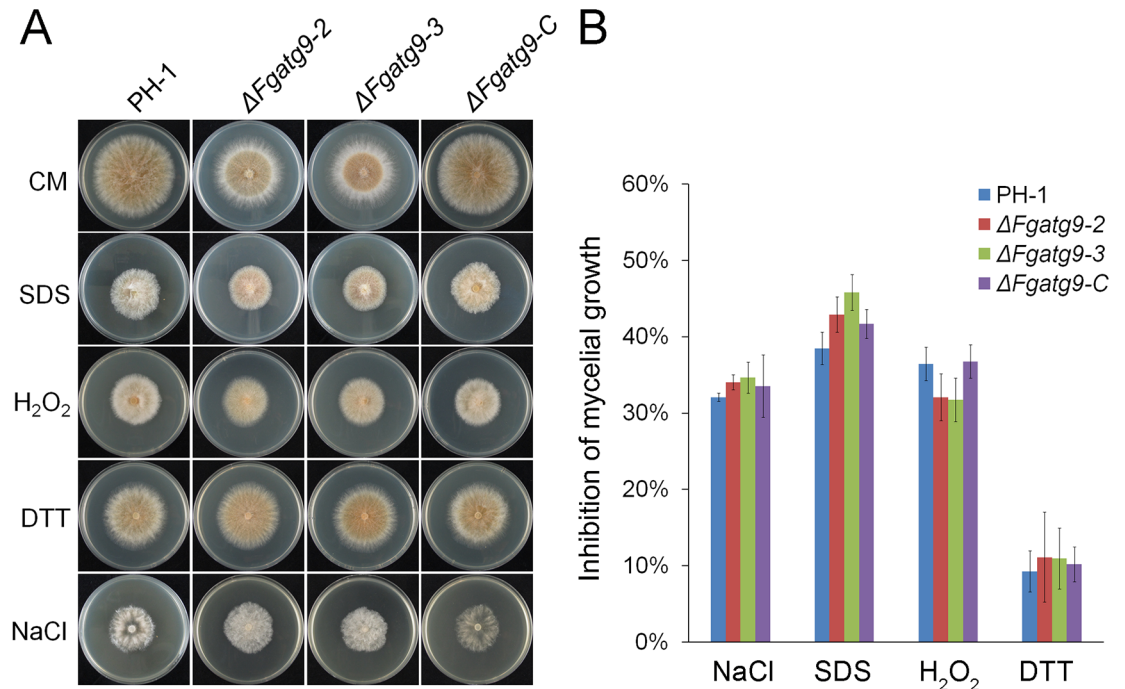 A
PH-1
ΔFgatg9-2
ΔFgatg9-3
ΔFgatg9-C
CM
SDS
H₂O₂
DTT
NaCl
B
Inhibition of mycelial growth
60%
50%
40%
30%
20%
10%
0%
PH-1
ΔFgatg9-2
ΔFgatg9-3
ΔFgatg9-C
NaCl SDS H₂O₂ DTT